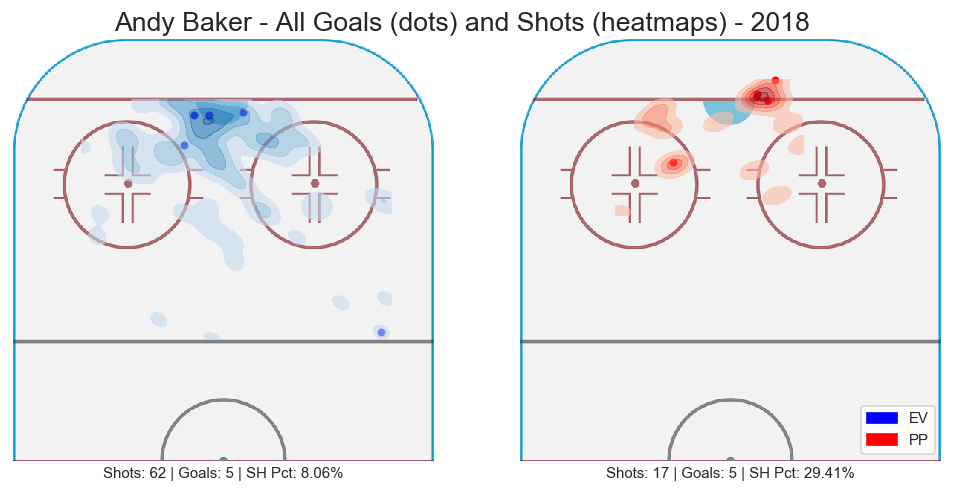 Andy Baker - All Goals (dots) and Shots (heatmaps) - 2018
EV
PP
Shots: 62 | Goals: 5 | SH Pct: 8.06%
Shots: 17 | Goals: 5 | SH Pct: 29.41%